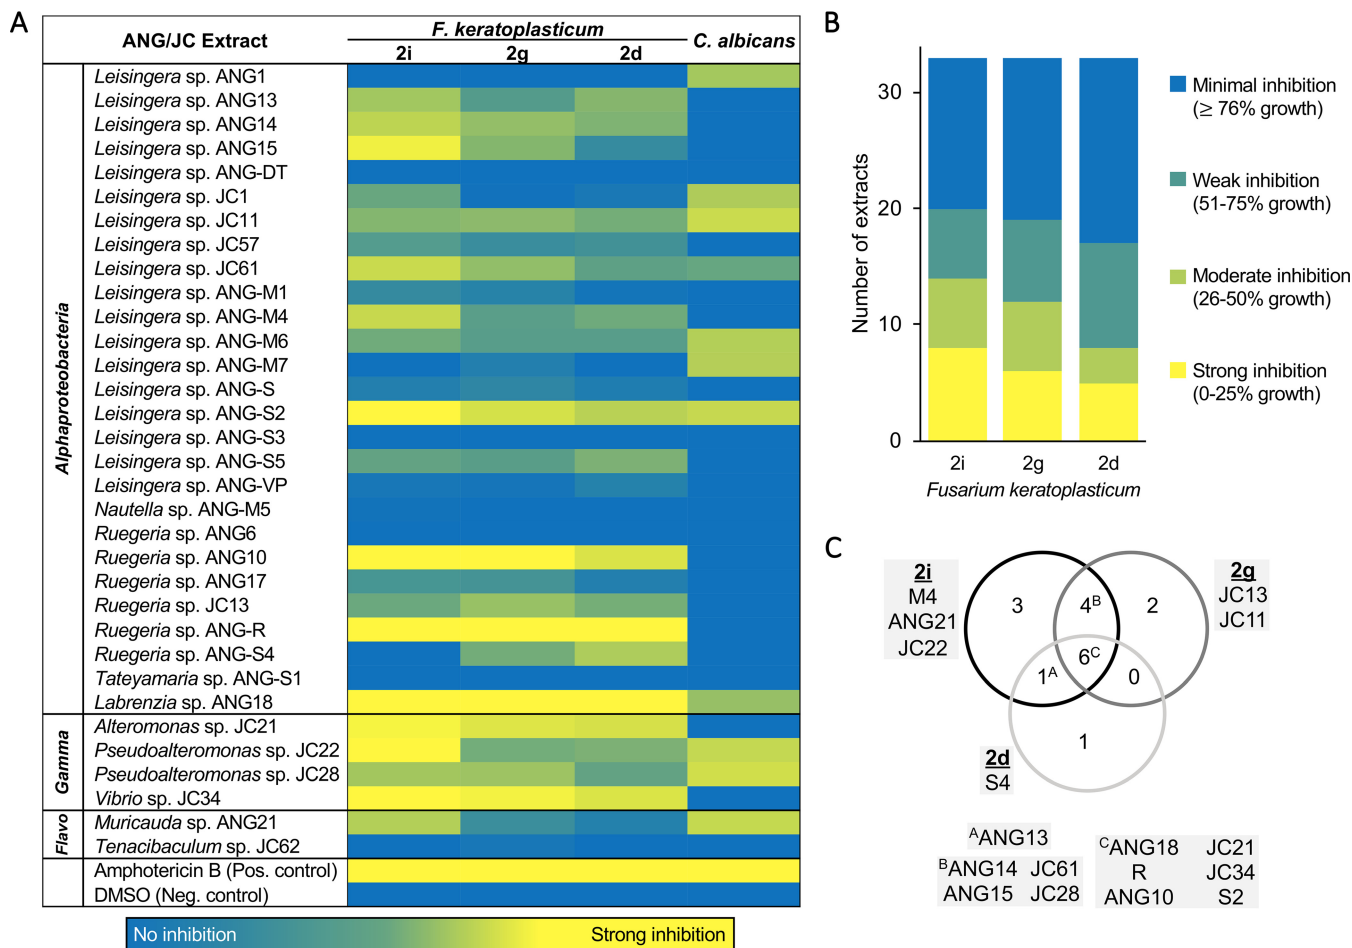 A
ANG/JC Extract
F. keratoplasticum
C. albicans
2i 2g 2d
Alphaproteobacteria
Leisingera sp. ANG1
Leisingera sp. ANG13
Leisingera sp. ANG14
Leisingera sp. ANG15
Leisingera sp. ANG-DT
Leisingera sp. JC1
Leisingera sp. JC11
Leisingera sp. JC57
Leisingera sp. JC61
Leisingera sp. ANG-M1
Leisingera sp. ANG-M4
Leisingera sp. ANG-M6
Leisingera sp. ANG-M7
Leisingera sp. ANG-S
Leisingera sp. ANG-S2
Leisingera sp. ANG-S3
Leisingera sp. ANG-S5
Leisingera sp. ANG-VP
Nautella sp. ANG-M5
Ruegeria sp. ANG6
Ruegeria sp. ANG10
Ruegeria sp. ANG17
Ruegeria sp. JC13
Ruegeria sp. ANG-R
Ruegeria sp. ANG-S4
Tateyamaria sp. ANG-S1
Labrenzia sp. ANG18
Gamma
Alteromonas sp. JC21
Pseudoalteromonas sp. JC22
Pseudoalteromonas sp. JC28
Vibrio sp. JC34
Flavo
Muricauda sp. ANG21
Tenacibaculum sp. JC62
Amphotericin B (Pos. control)
DMSO (Neg. control)
No inhibition Strong inhibition
B
Number of extracts
30
20
10
0
2i 2g 2d
Fusarium keratoplasticum
Minimal inhibition
(≥ 76% growth)
Weak inhibition
(51-75% growth)
Moderate inhibition
(26-50% growth)
Strong inhibition
(0-25% growth)
C
2i
M4
ANG21
JC22
2g
JC13
JC11
3 4B 2
6C
1A 0
1
2d
S4
AANG13
BANG14 JC61
ANG15 JC28
CANG18 JC21
R JC34
ANG10 S2